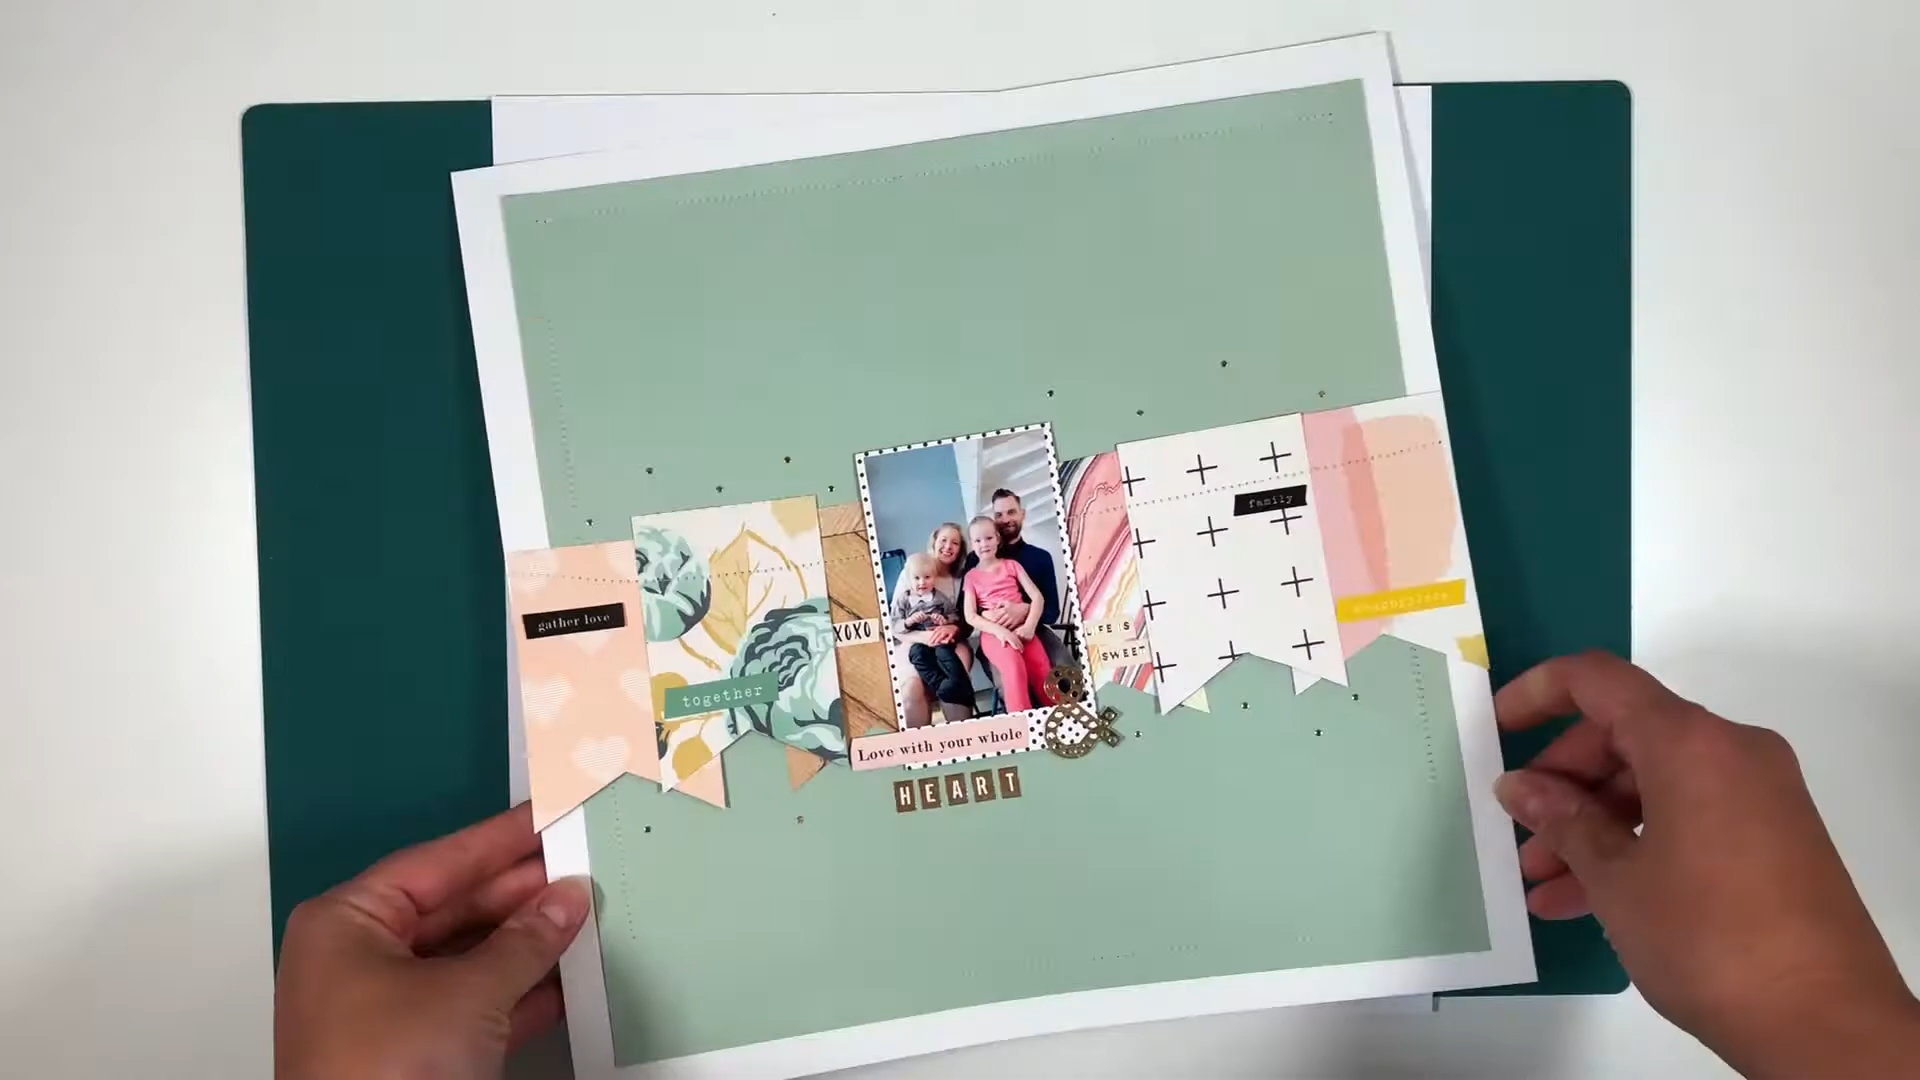 family
gather love
together
XOXO
LIFE IS
SWEET
Love with your whole
&
HEART